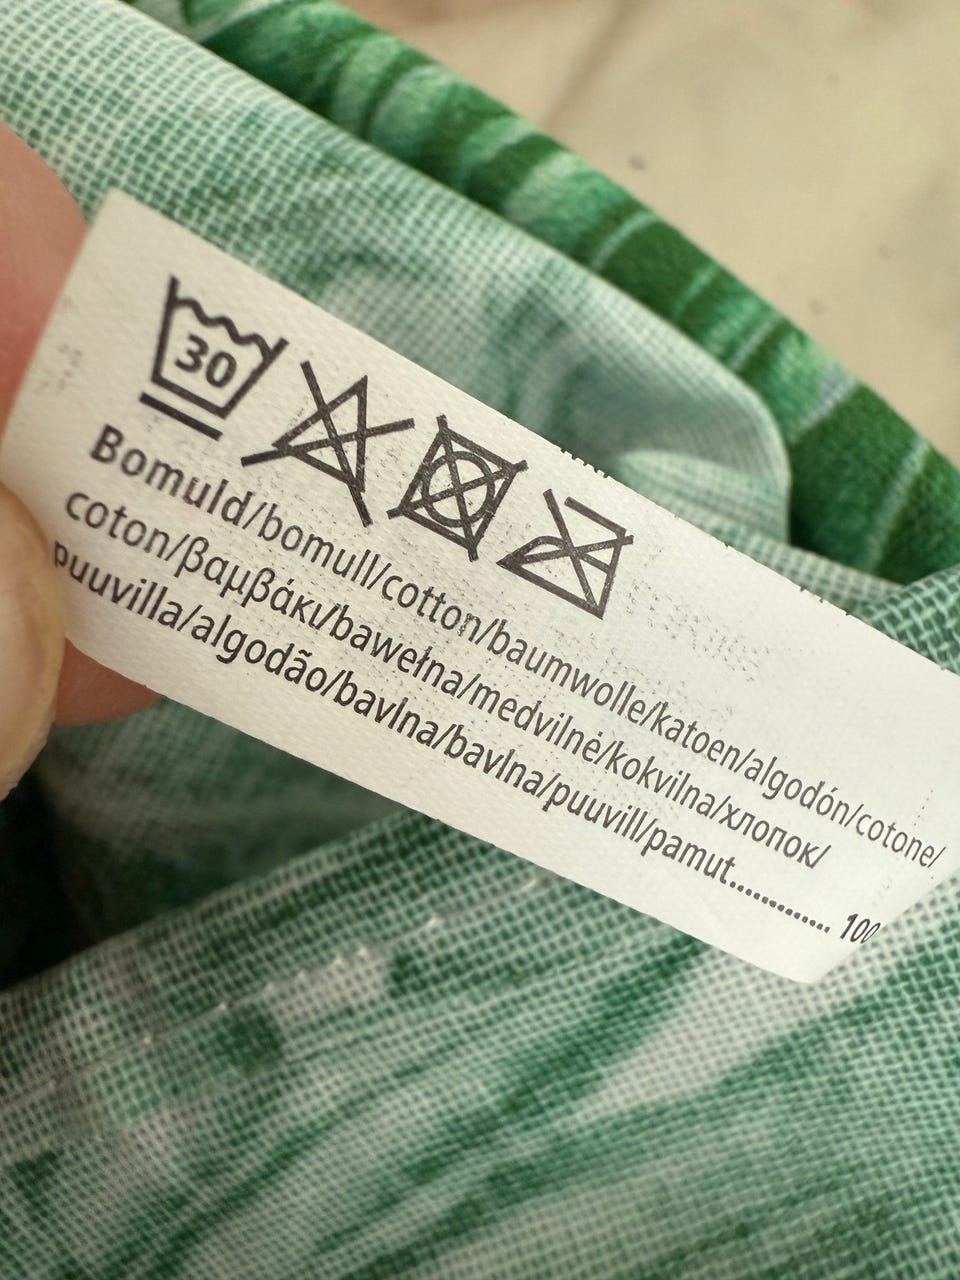 30
Bomuld/bomull/cotton/baumwolle/katoen/algodón/cotone/
coton/βαμβάκι/bawełna/medvilnė/kokvilna/хлопок/
puuvilla/algodão/bavlna/bavlna/puuvill/pamut.............. 100